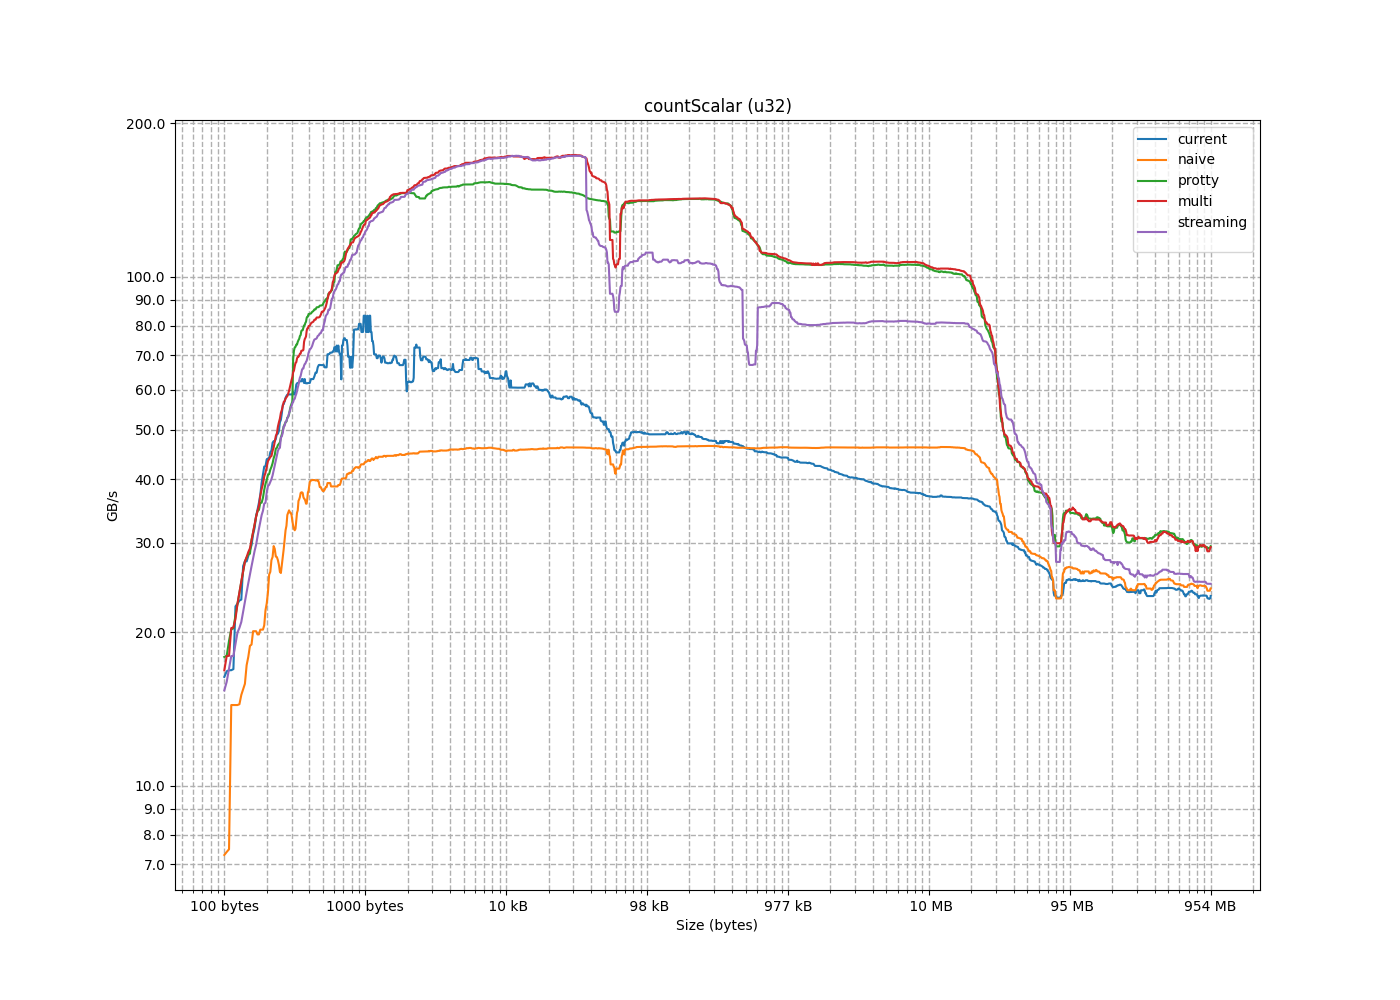 countScalar (u32)
200.0
100.0
90.0
80.0
70.0
60.0
50.0
40.0
30.0
20.0
10.0
9.0
8.0
7.0
GB/s
current
naive
protty
multi
streaming
100 bytes 1000 bytes 10 kB 98 kB 977 kB 10 MB 95 MB 954 MB
Size (bytes)